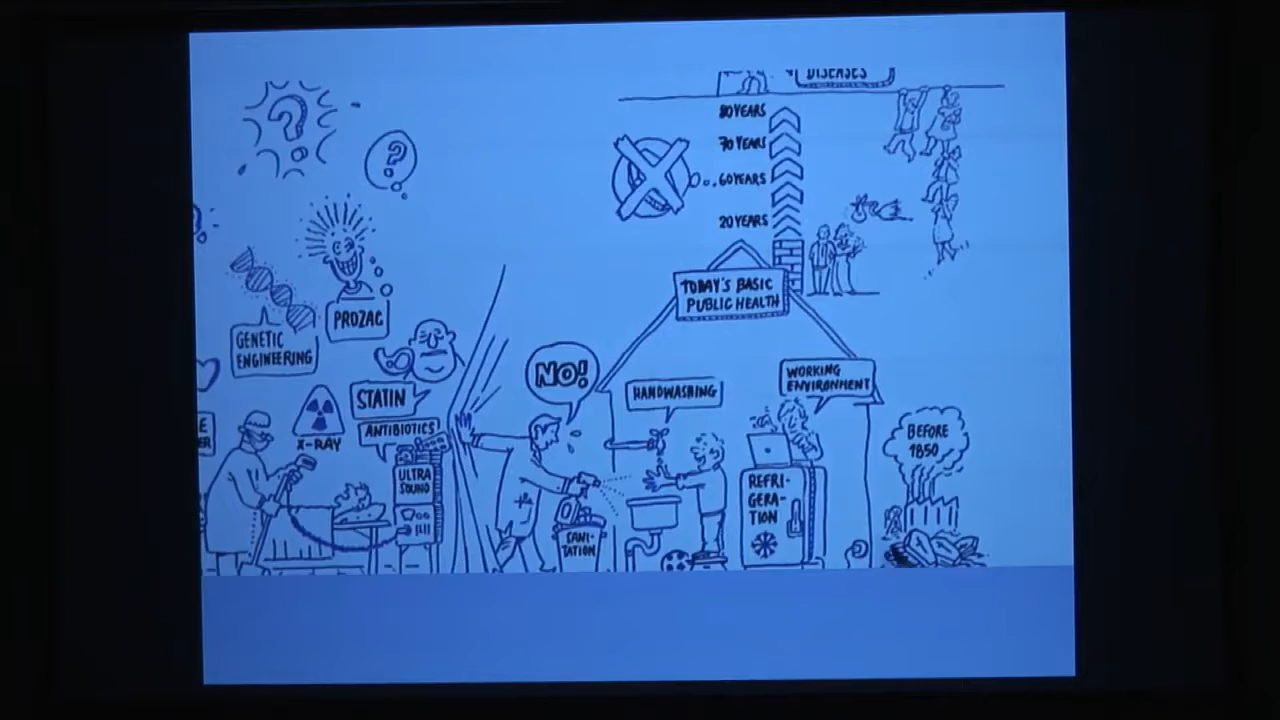 DISEASES
80 YEARS
70 YEARS
60 YEARS
20 YEARS
?
?
TODAY'S BASIC
PUBLIC HEALTH
GENETIC
ENGINEERING
PROZAC
STATIN
X-RAY
ANTIBIOTICS
ULTRA
SOUND
NO!
HANDWASHING
WORKING
ENVIRONMENT
SANI-
TATION
REFRI-
GERA-
TION
BEFORE
1850